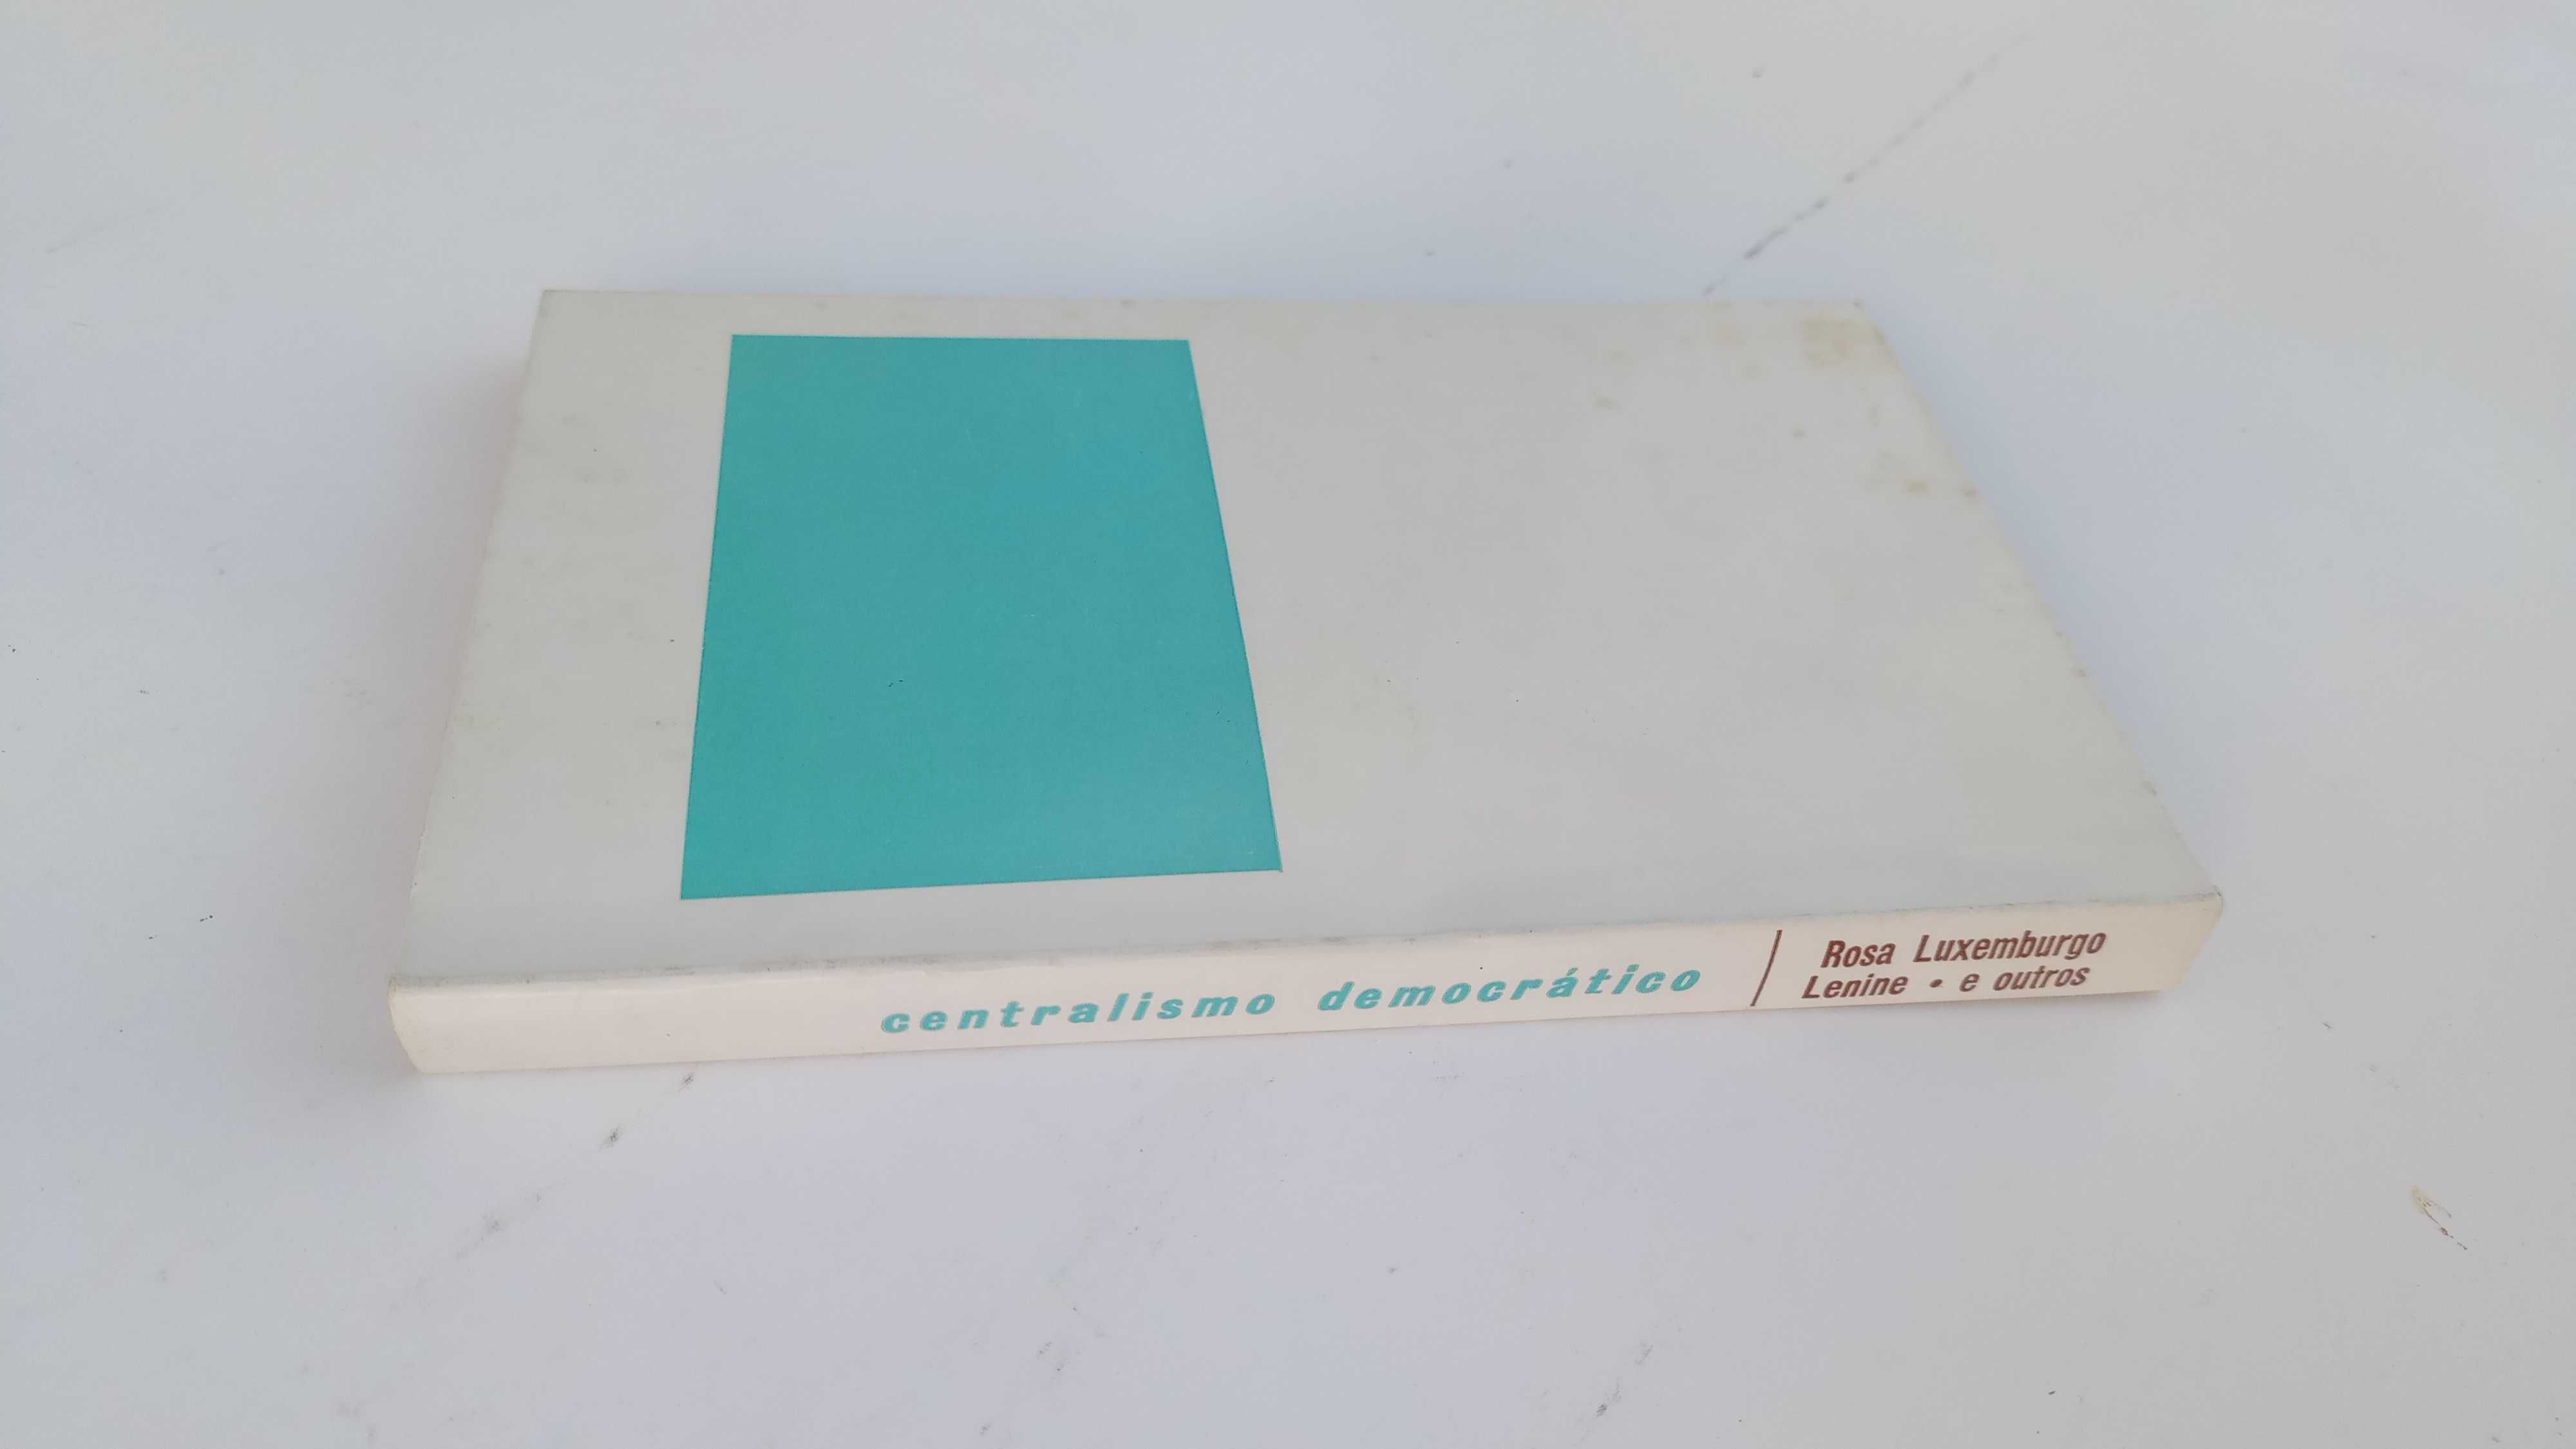 centralismo democrático
Rosa Luxemburgo
Lenine • e outros